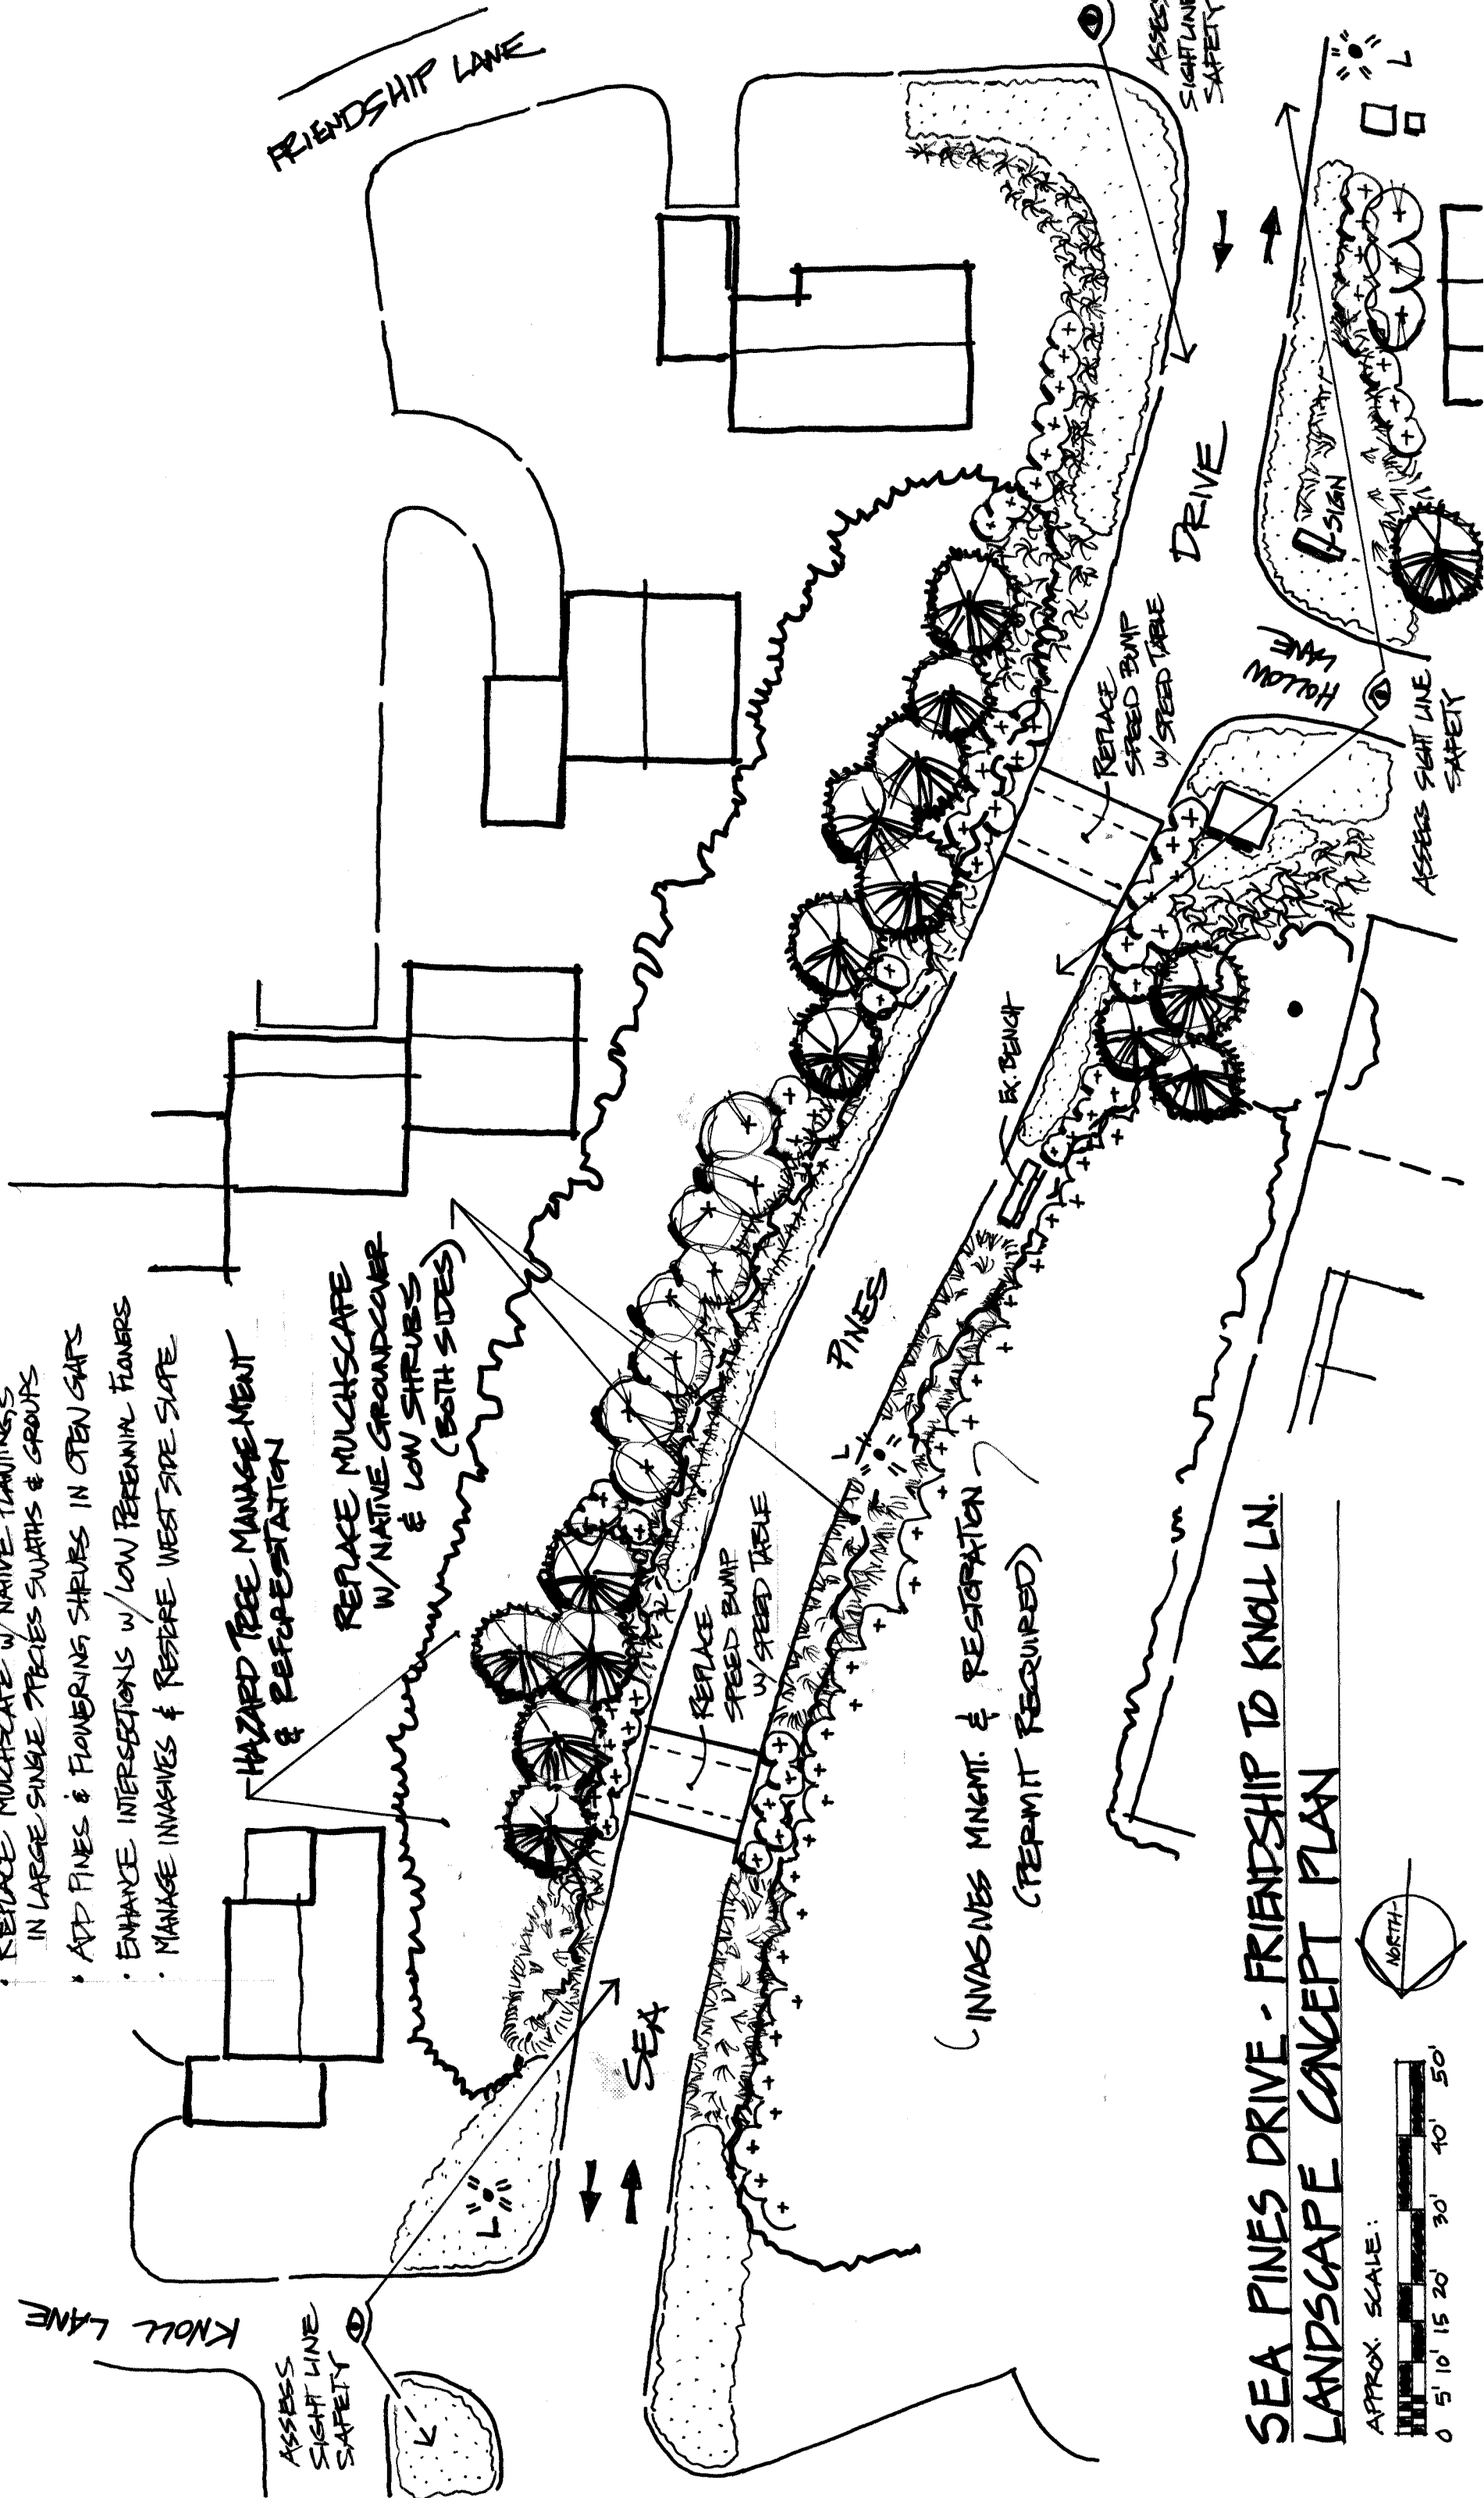 REPLACE MULCHSCAPE W/ NATIVE PLANTINGS
IN LARGE SINGLE SPECIES SWATHS & GROUPS
• ADD PINES & FLOWERING SHRUBS IN OPEN GAPS
• ENHANCE INTERSECTIONS W/ LOW PERENNIAL FLOWERS
• MANAGE INVASIVES & RESTORE WEST SIDE SLOPE
HAZARD TREE MANAGEMENT
& REFORESTATION
REPLACE MULCHSCAPE
W/ NATIVE GROUNDCOVER
& LOW SHRUBS
(BOTH SIDES)
FRIENDSHIP LANE
KNOLL
LANE
ASSESS
SIGHT LINE
SAFETY
L
SEA
PINES
DRIVE
REPLACE
SPEED BUMP
W/ SPEED TABLE
L
EX. BENCH
REPLACE
SPEED BUMP
W/ SPEED TABLE
HOLLOW
LANE
SIGN
ASSESS SIGHT LINE
SAFETY
ASSESS
SIGHT LINE
SAFETY
L
INVASIVES MNGMT. & RESTORATION
(PERMIT REQUIRED)
SEA PINES DRIVE - FRIENDSHIP TO KNOLL LN.
LANDSCAPE CONCEPT PLAN
APPROX. SCALE:
0 5' 10' 15' 20' 30' 40' 50'
NORTH